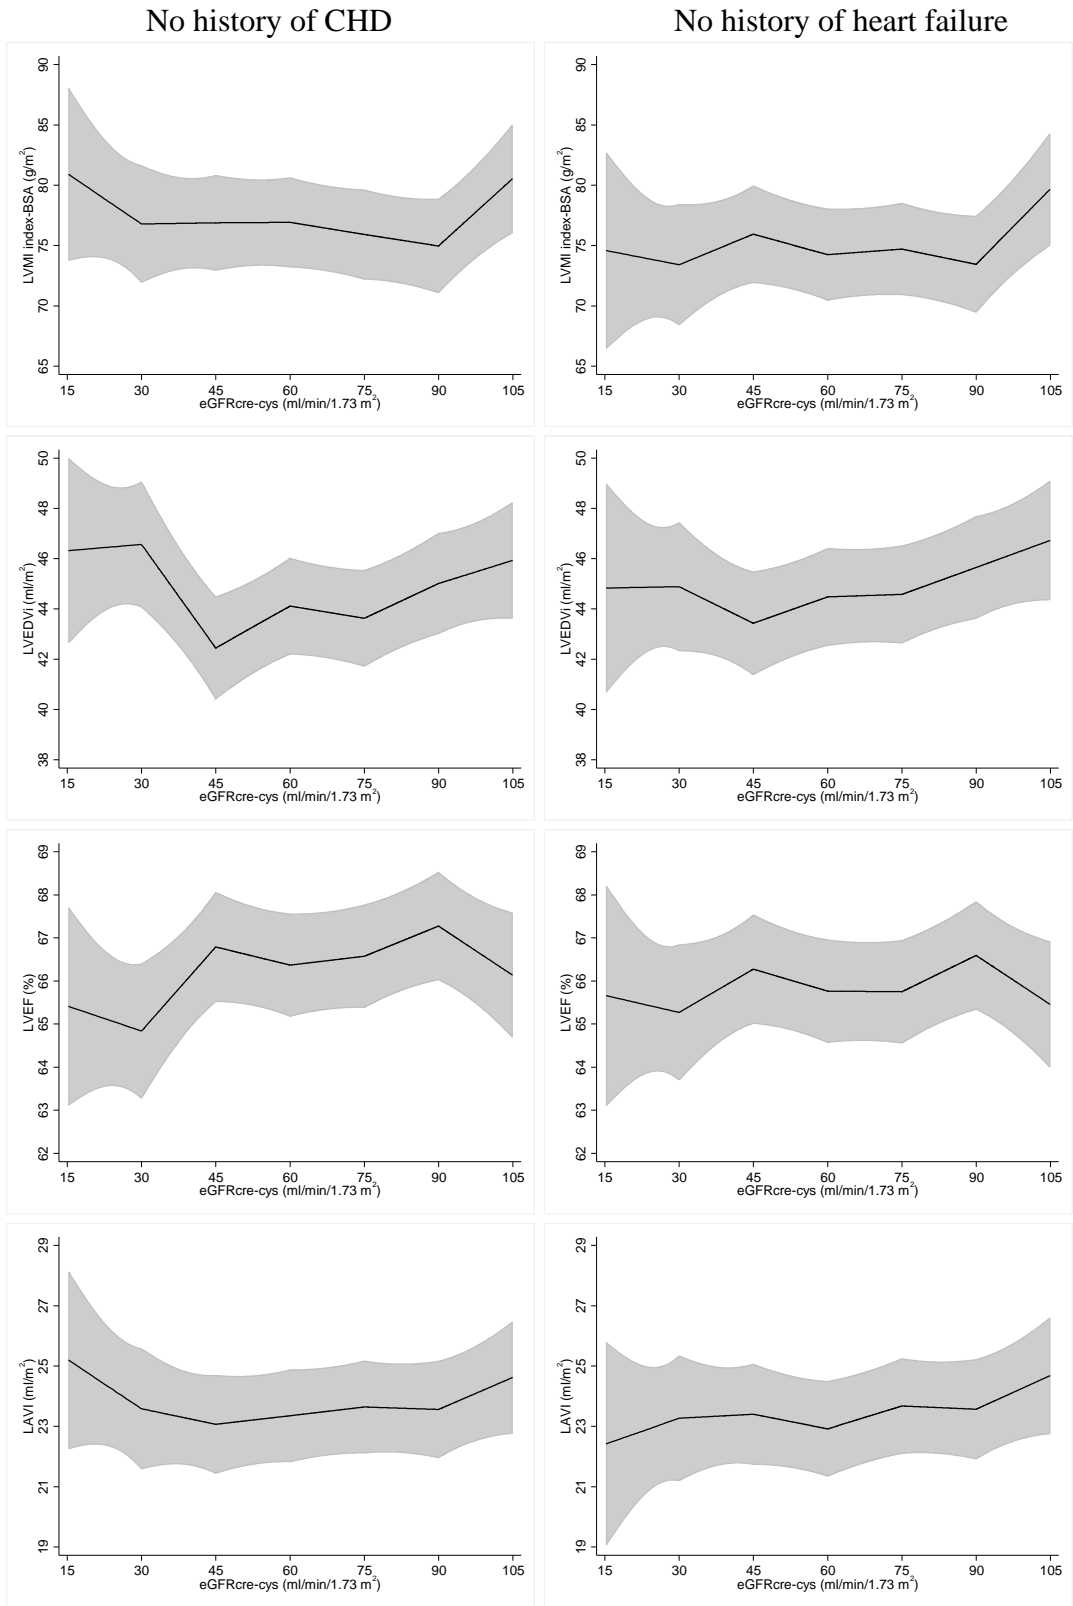 No history of CHD
No history of heart failure
LVMI index-BSA (g/m²)
90
85
80
75
70
65
15 30 45 60 75 90 105
eGFRcre-cys (ml/min/1.73 m²)
LVMI index-BSA (g/m²)
90
85
80
75
70
65
15 30 45 60 75 90 105
eGFRcre-cys (ml/min/1.73 m²)
LVEDVi (ml/m²)
50
48
46
44
42
40
38
15 30 45 60 75 90 105
eGFRcre-cys (ml/min/1.73 m²)
LVEDVi (ml/m²)
50
48
46
44
42
40
38
15 30 45 60 75 90 105
eGFRcre-cys (ml/min/1.73 m²)
LVEF (%)
69
68
67
66
65
64
63
62
15 30 45 60 75 90 105
eGFRcre-cys (ml/min/1.73 m²)
LVEF (%)
69
68
67
66
65
64
63
62
15 30 45 60 75 90 105
eGFRcre-cys (ml/min/1.73 m²)
LAVI (ml/m²)
29
27
25
23
21
19
15 30 45 60 75 90 105
eGFRcre-cys (ml/min/1.73 m²)
LAVI (ml/m²)
29
27
25
23
21
19
15 30 45 60 75 90 105
eGFRcre-cys (ml/min/1.73 m²)